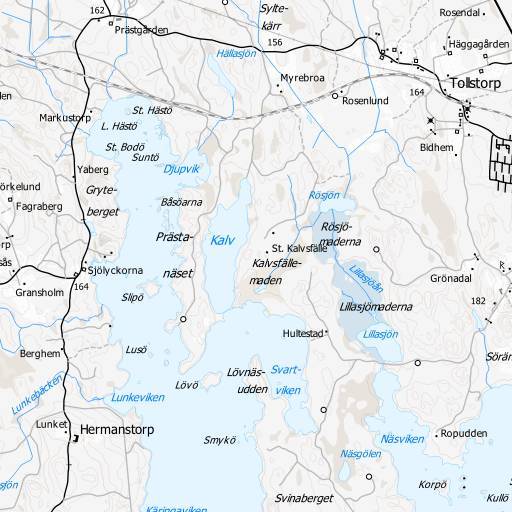 162
Prästgården
Sylte-
kärr
156
Rosendal
Häggagården
Hällasjön
Myrebroa
Rosenlund
164
Tollstorp
Bidhem
Markustorp
St. Hästö
L. Hästö
St. Bodö
Suntö
Djupvik
Yaberg
Gryte-
berget
Fagraberg
Båsöarna
Rösjön
Rösjö-
maderna
Prästa-
näset
Kalv
St. Kalvsfälle
Kalvsfälle-
maden
Lillasjöån
Sjölyckorna
164
Gransholm
Slipö
Grönadal
182
Lillasjömaderna
Lillasjön
Hultestad
Berghem
Lusö
Lövö
Lövnäs-
udden
Svart-
viken
Lunkebäcken
Lunkeviken
Lunket
Hermanstorp
Smykö
Näsviken
Ropudden
Näsgölen
Korpö
Kullö
Svinaberget
Käringaviken